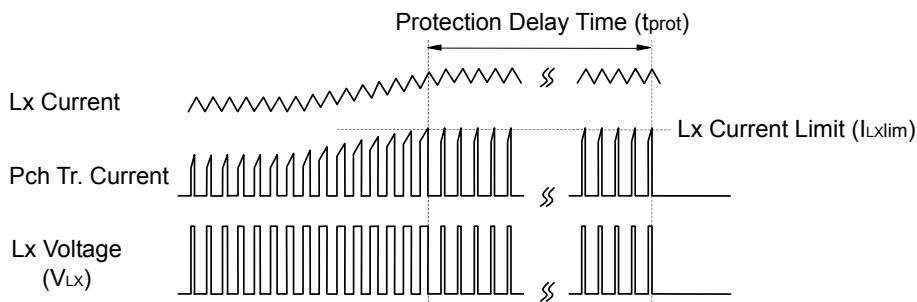 Protection Delay Time (tprot)
Lx Current
Lx Current Limit (ILxlim)
Pch Tr. Current
Lx Voltage
(VLX)